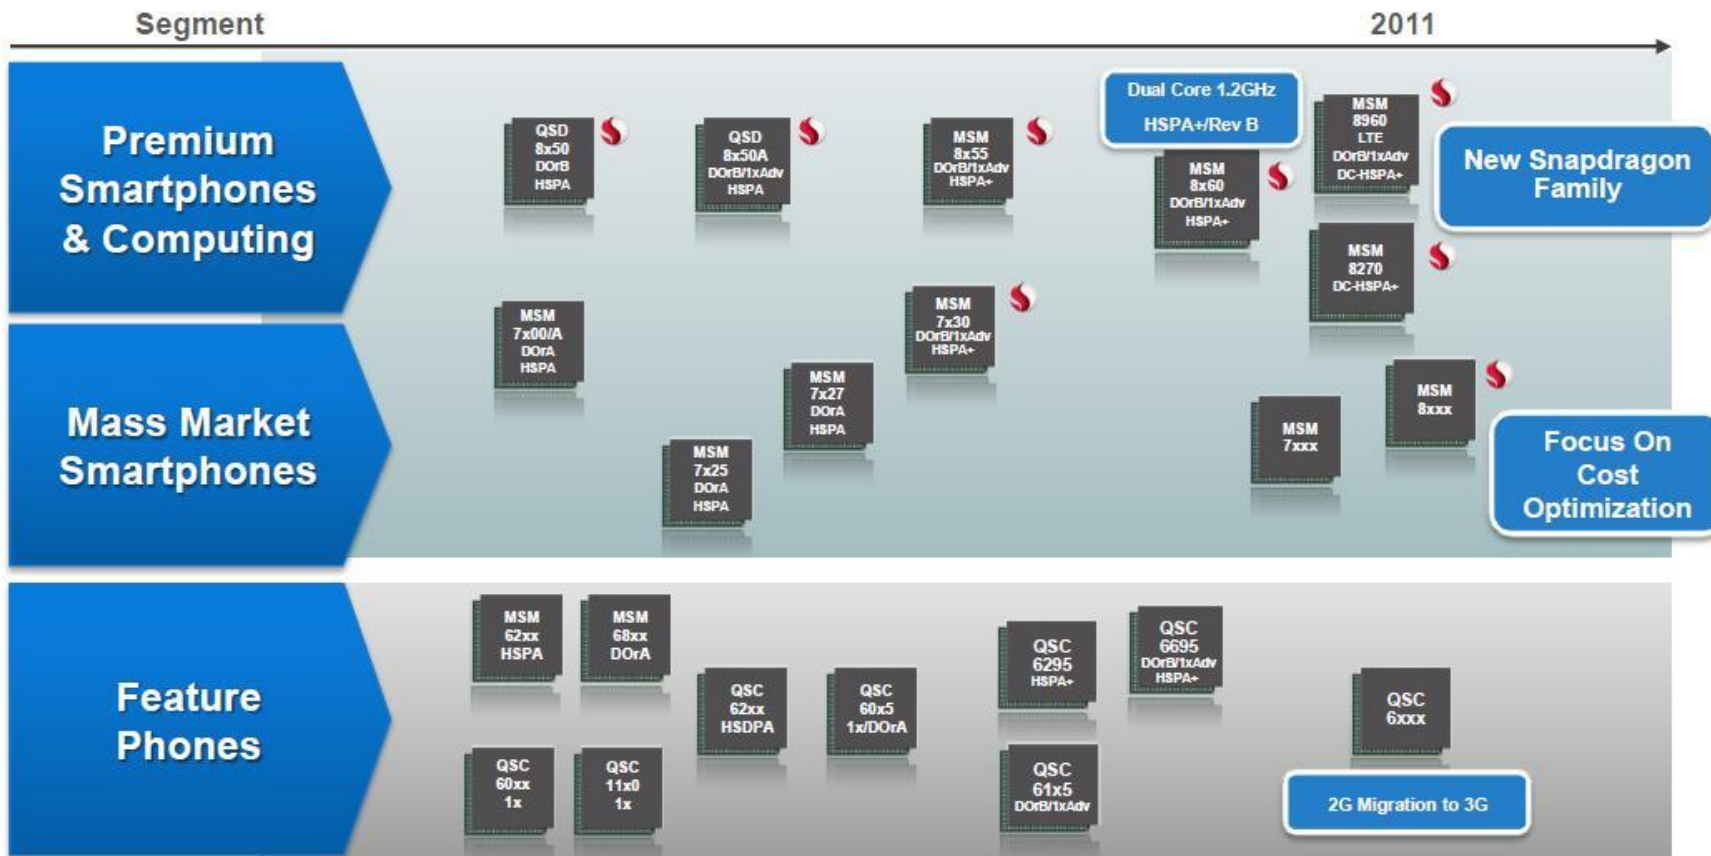 Segment
2011
Premium
Smartphones
& Computing
QSD
8x50
DOrB
HSPA
QSD
8x50A
DOrB/1xAdv
HSPA
MSM
8x55
DOrB/1xAdv
HSPA+
Dual Core 1.2GHz
HSPA+/Rev B
MSM
8x60
DOrB/1xAdv
HSPA+
MSM
8960
LTE
DOrB/1xAdv
DC-HSPA+
New Snapdragon
Family
MSM
8270
DC-HSPA+
Mass Market
Smartphones
MSM
7x00/A
DOrA
HSPA
MSM
7x25
DOrA
HSPA
MSM
7x27
DOrA
HSPA
MSM
7x30
DOrB/1xAdv
HSPA+
MSM
7xxx
MSM
8xxx
Focus On
Cost
Optimization
Feature
Phones
MSM
62xx
HSPA
MSM
68xx
DOrA
QSC
60xx
1x
QSC
11x0
1x
QSC
62xx
HSDPA
QSC
60x5
1x/DOrA
QSC
6295
HSPA+
QSC
6695
DOrB/1xAdv
HSPA+
QSC
61x5
DOrB/1xAdv
QSC
6xxx
2G Migration to 3G